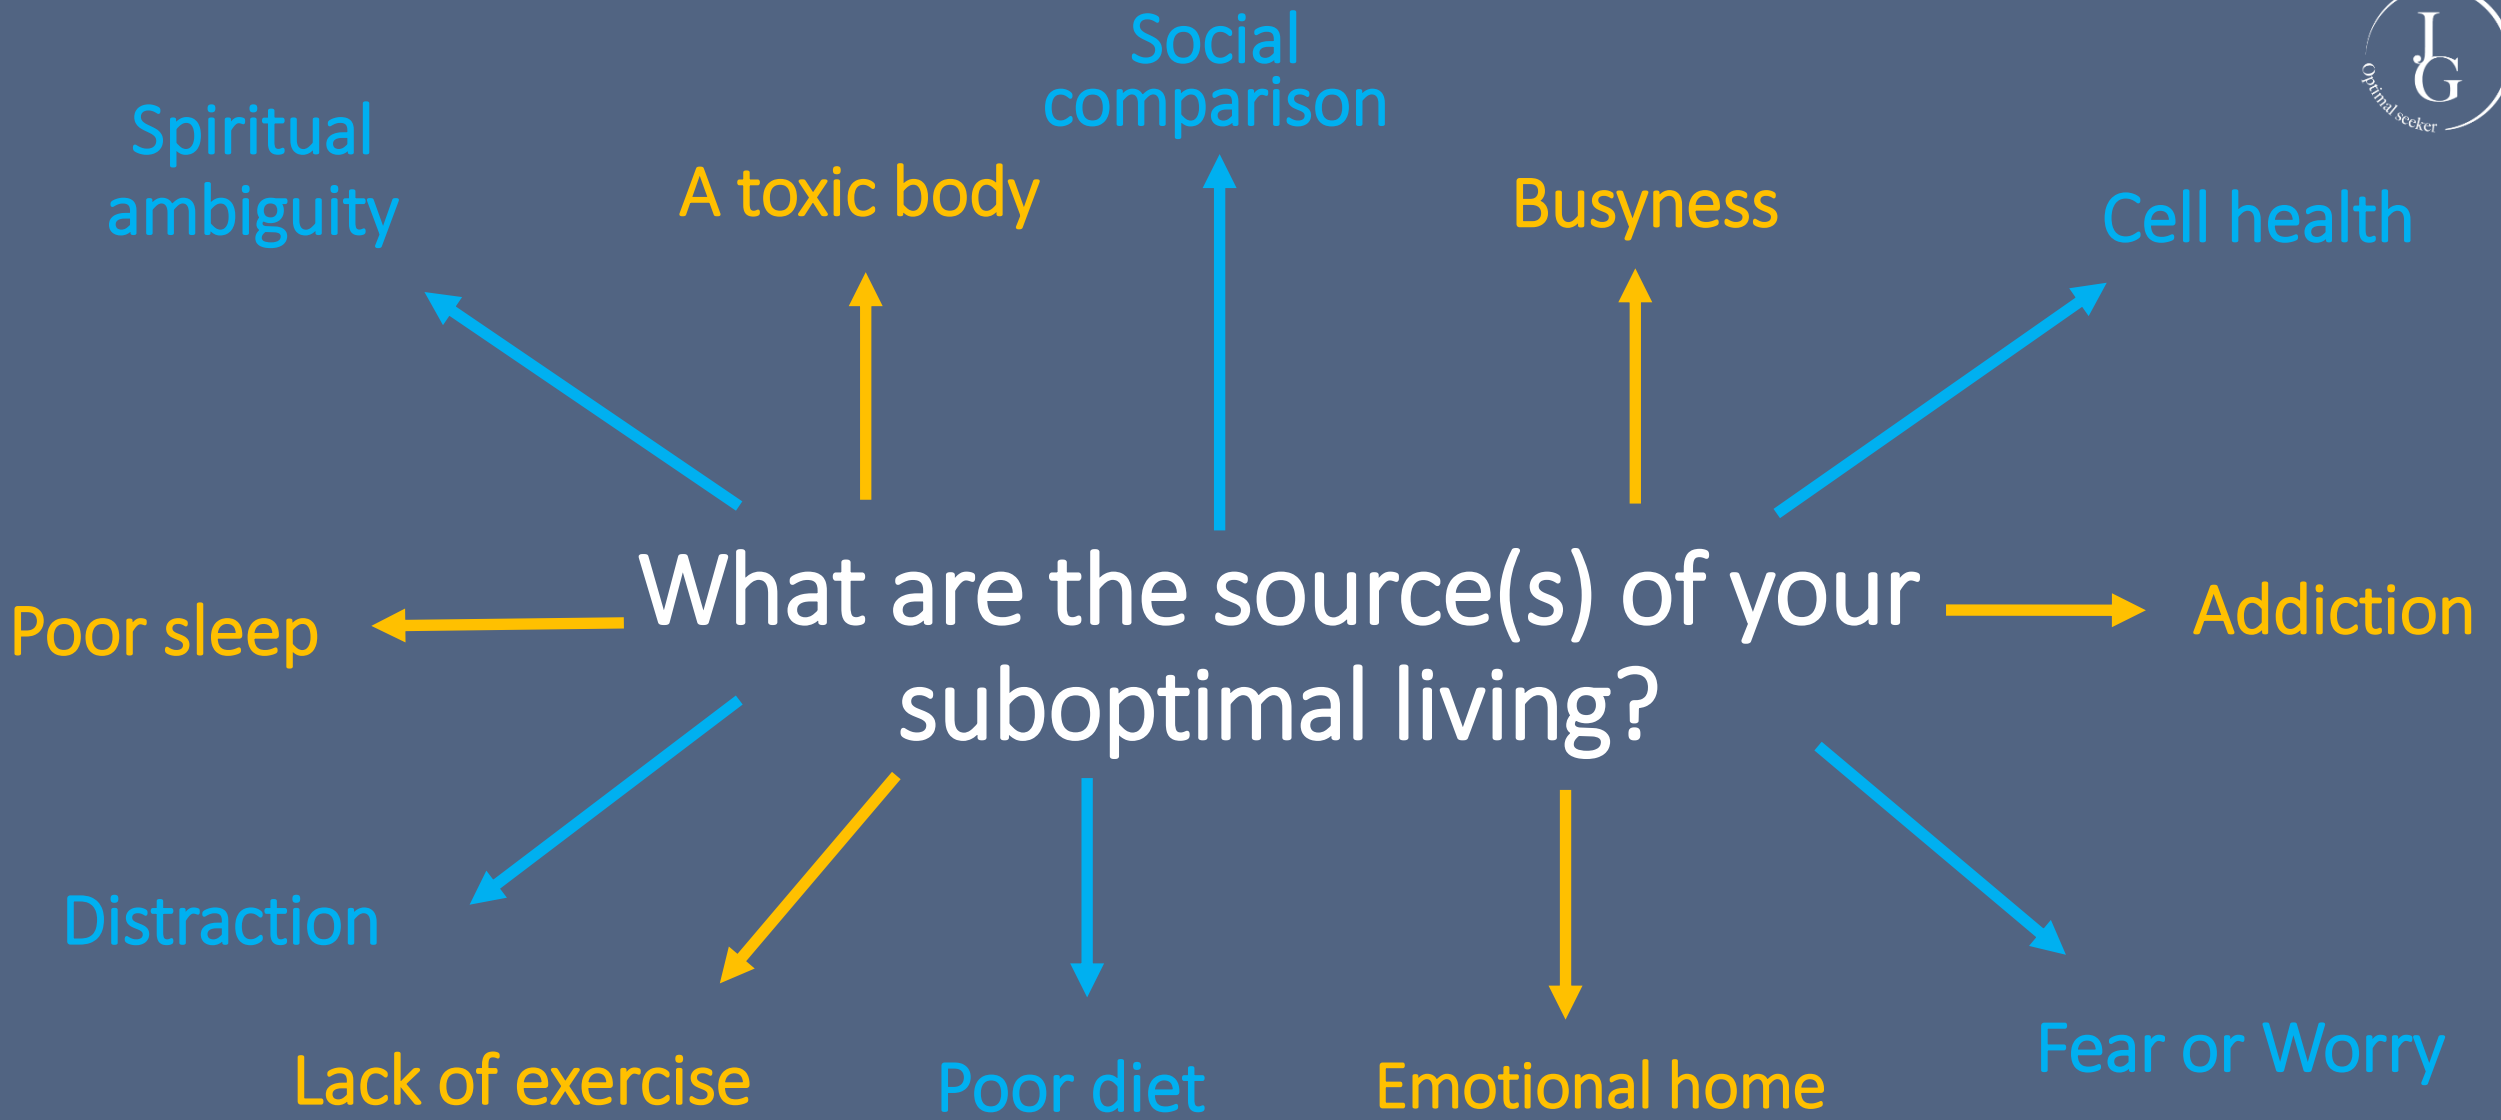 Social
comparison
J
G
Optimal seeker
Spiritual
ambiguity
A toxic body
Busyness
Cell health
What are the source(s) of your
suboptimal living?
Poor sleep
Addiction
Distraction
Lack of exercise
Poor diet
Emotional home
Fear or Worry